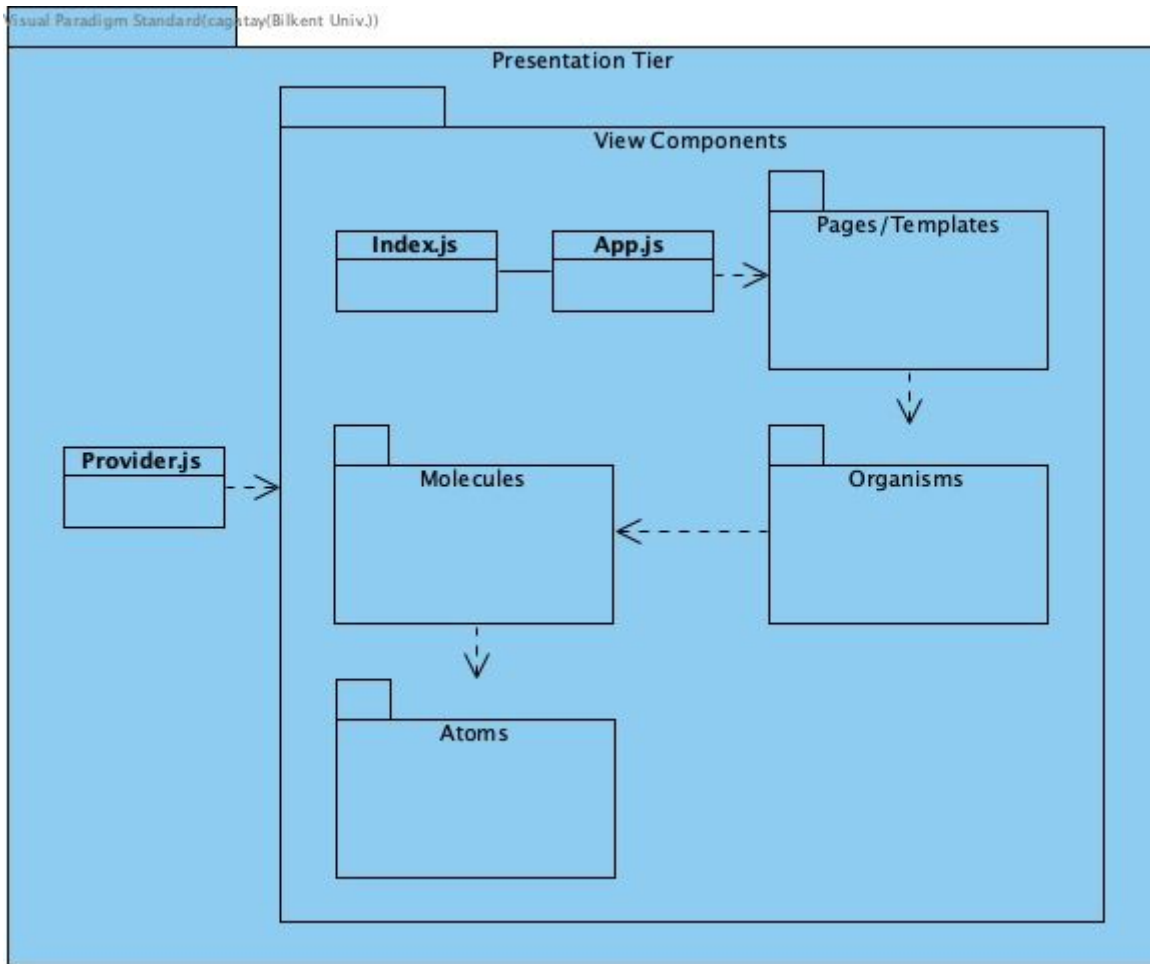 Visual Paradigm Standard(cagatay(Bilkent Univ.))
Presentation Tier
View Components
Pages/Templates
Index.js
App.js
Provider.js
Molecules
Organisms
Atoms